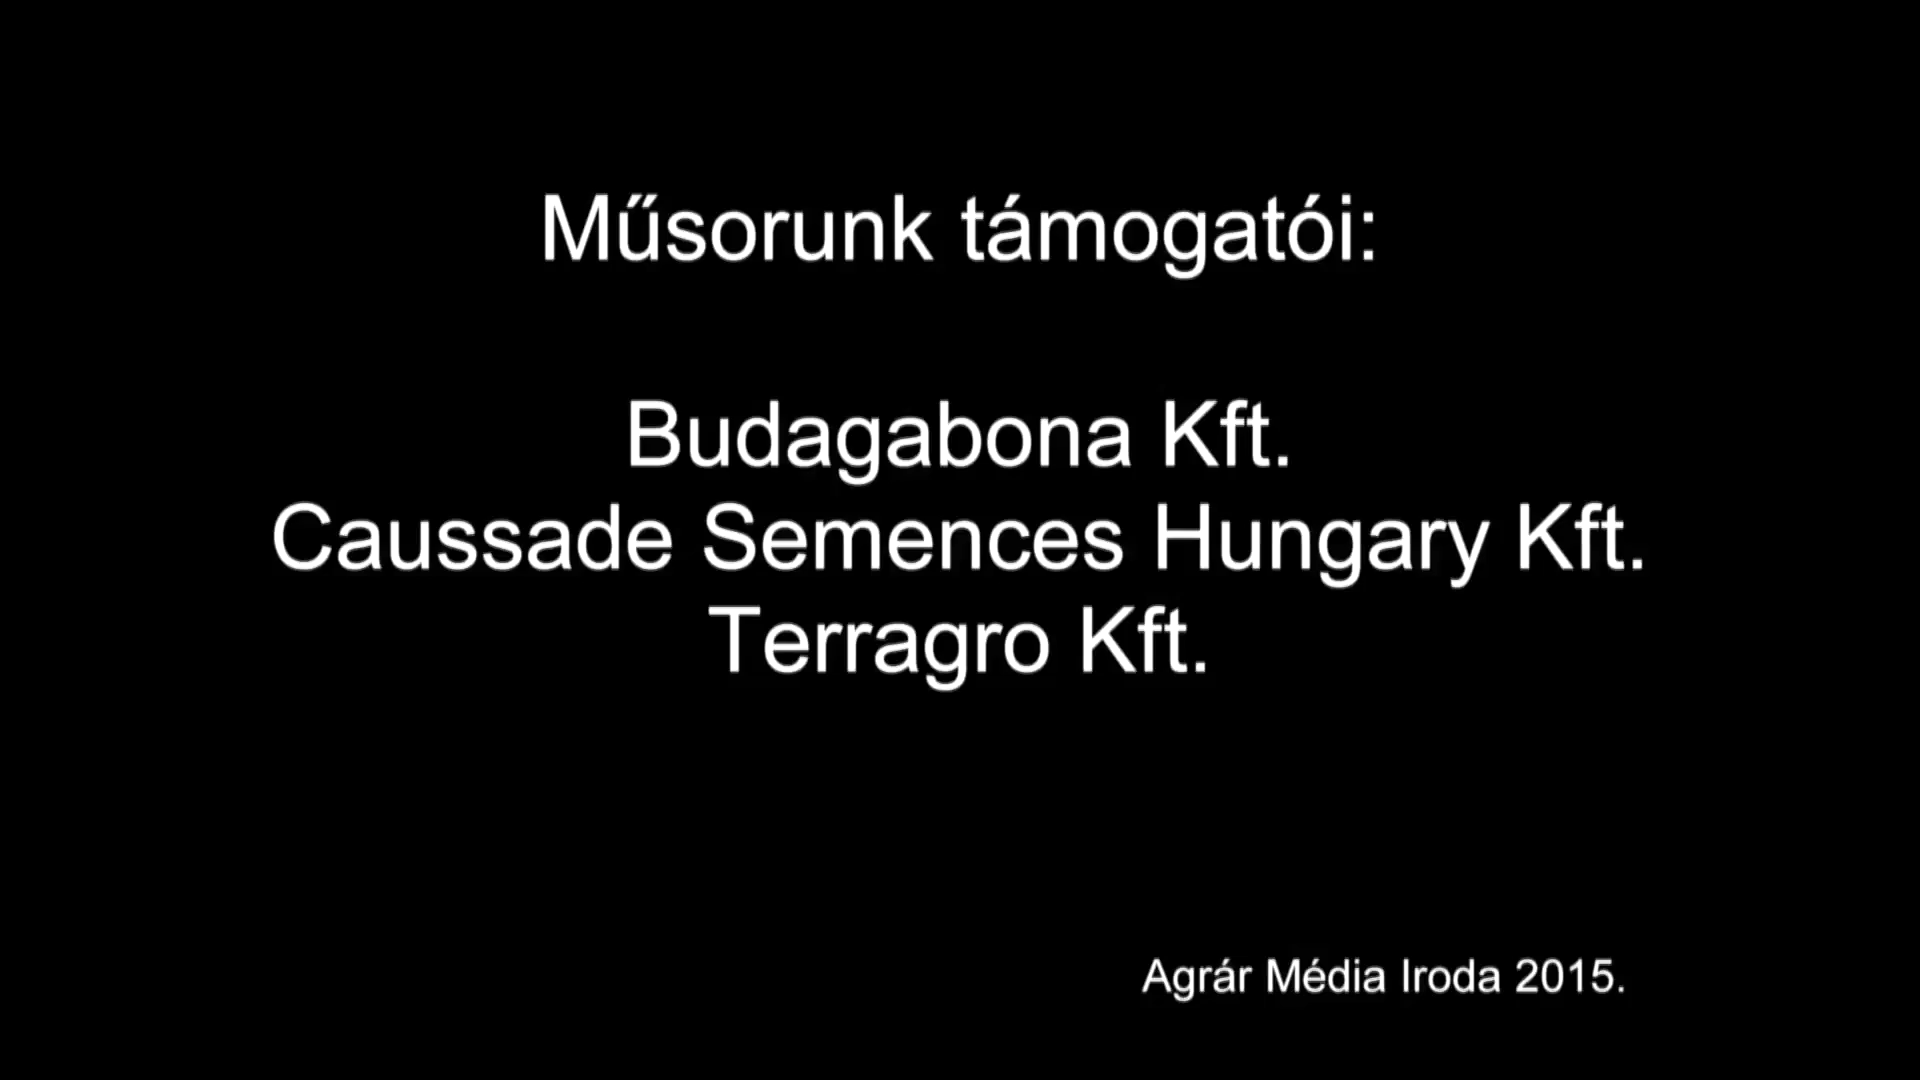 Műsorunk támogatói:
Budagabona Kft.
Caussade Semences Hungary Kft.
Terragro Kft.
Agrár Média Iroda 2015.